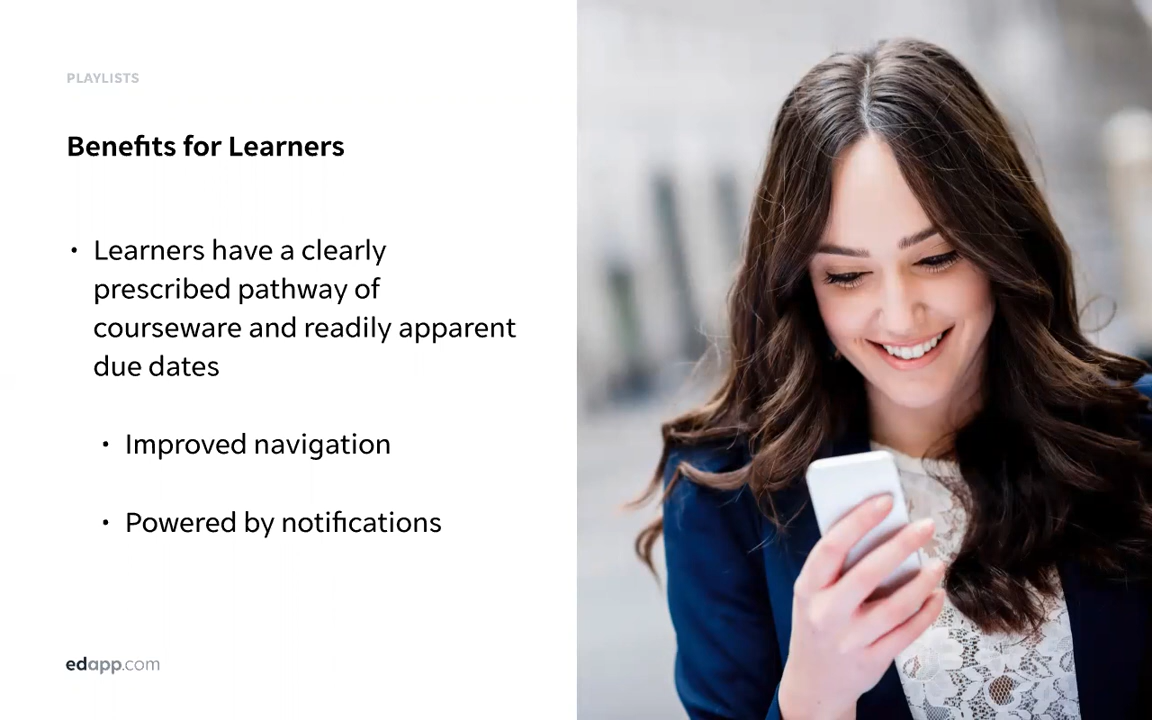 PLAYLISTS
Benefits for Learners
• Learners have a clearly
prescribed pathway of
courseware and readily apparent
due dates
• Improved navigation
• Powered by notifications
edapp.com